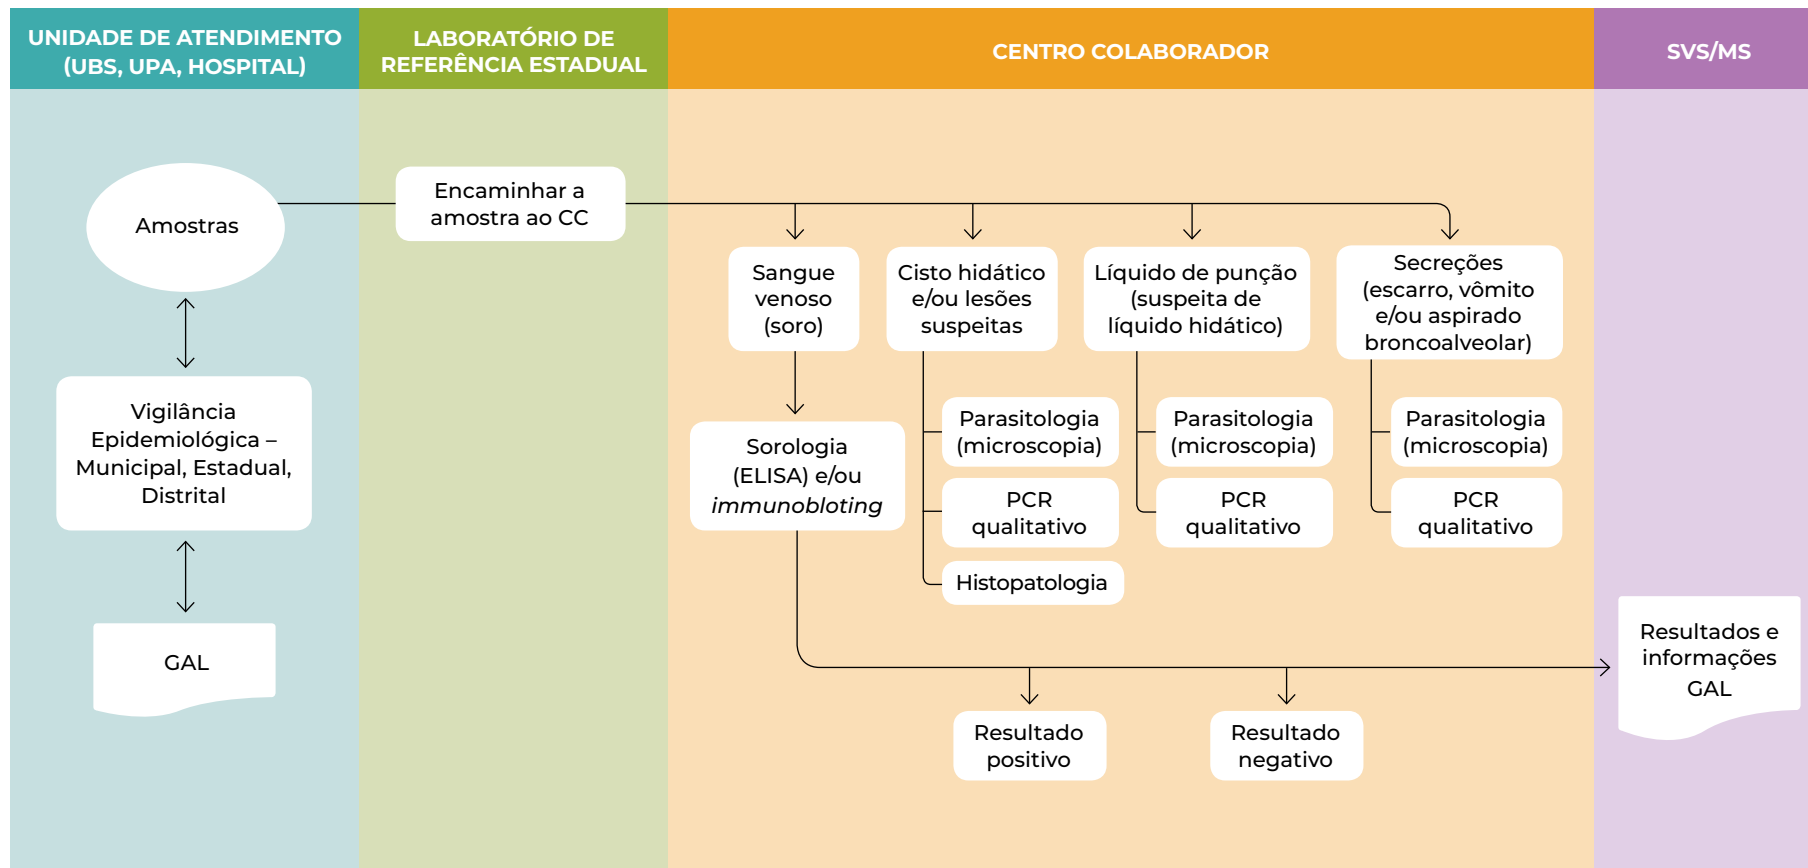 UNIDADE DE ATENDIMENTO
(UBS, UPA, HOSPITAL)
LABORATÓRIO DE
REFERÊNCIA ESTADUAL
CENTRO COLABORADOR
SVS/MS
Amostras
Vigilância
Epidemiológica –
Municipal, Estadual,
Distrital
GAL
Encaminhar a
amostra ao CC
Sangue
venoso
(soro)
Sorologia
(ELISA) e/ou
immunobloting
Cisto hidático
e/ou lesões
suspeitas
Parasitologia
(microscopia)
PCR
qualitativo
Histopatologia
Líquido de punção
(suspeita de
líquido hidático)
Parasitologia
(microscopia)
PCR
qualitativo
Secreções
(escarro, vômito
e/ou aspirado
broncoalveolar)
Parasitologia
(microscopia)
PCR
qualitativo
Resultado
positivo
Resultado
negativo
Resultados e
informações
GAL